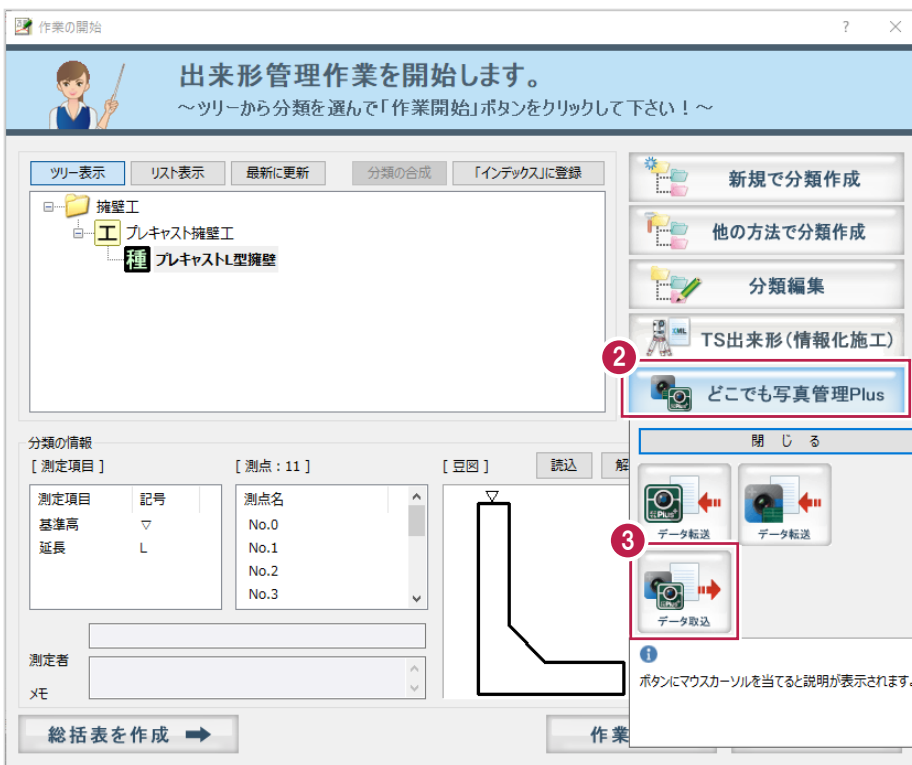 作業の開始
出来形管理作業を開始します。
～ツリーから分類を選んで「作業開始」ボタンをクリックして下さい！～
ツリー表示 リスト表示 最新に更新 分類の合成 「インデックス」に登録
擁壁工
工 プレキャスト擁壁工
種 プレキャストL型擁壁
新規で分類作成
他の方法で分類作成
分類編集
XML TS出来形（情報化施工）
2
どこでも写真管理Plus
閉じる
データ転送 データ転送
3
データ取込
ボタンにマウスカーソルを当てると説明が表示されます。
分類の情報
[ 測定項目 ] [ 測点 : 11 ] [ 豆図 ] 読込 解
測定項目 記号 測点名
基準高 ▽ No.0
延長 L No.1
No.2
No.3
測定者
メモ
総括表を作成 作業